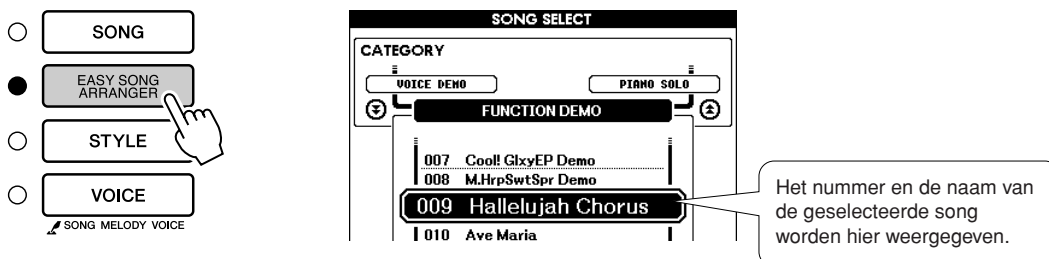 SONG
EASY SONG
ARRANGER
STYLE
VOICE
SONG MELODY VOICE
SONG SELECT
CATEGORY
VOICE DEMO
PIANO SOLO
FUNCTION DEMO
007 Cool! GlxyEP Demo
008 M.HrpSwtSpr Demo
009 Hallelujah Chorus
010 Ave Maria
Het nummer en de naam van
de geselecteerde song
worden hier weergegeven.